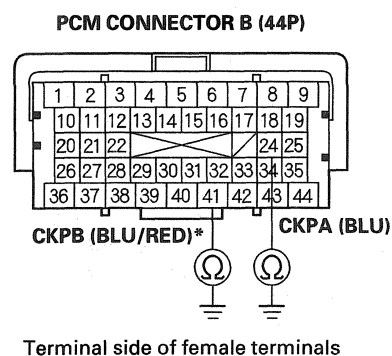 PCM CONNECTOR B (44P)
1 2 3 4 5 6 7 8 9
10 11 12 13 14 15 16 17 18 19
20 21 22 24 25
26 27 28 29 30 31 32 33 34 35
36 37 38 39 40 41 42 43 44
CKPB (BLU/RED)* CKPA (BLU)
Ω Ω
Terminal side of female terminals